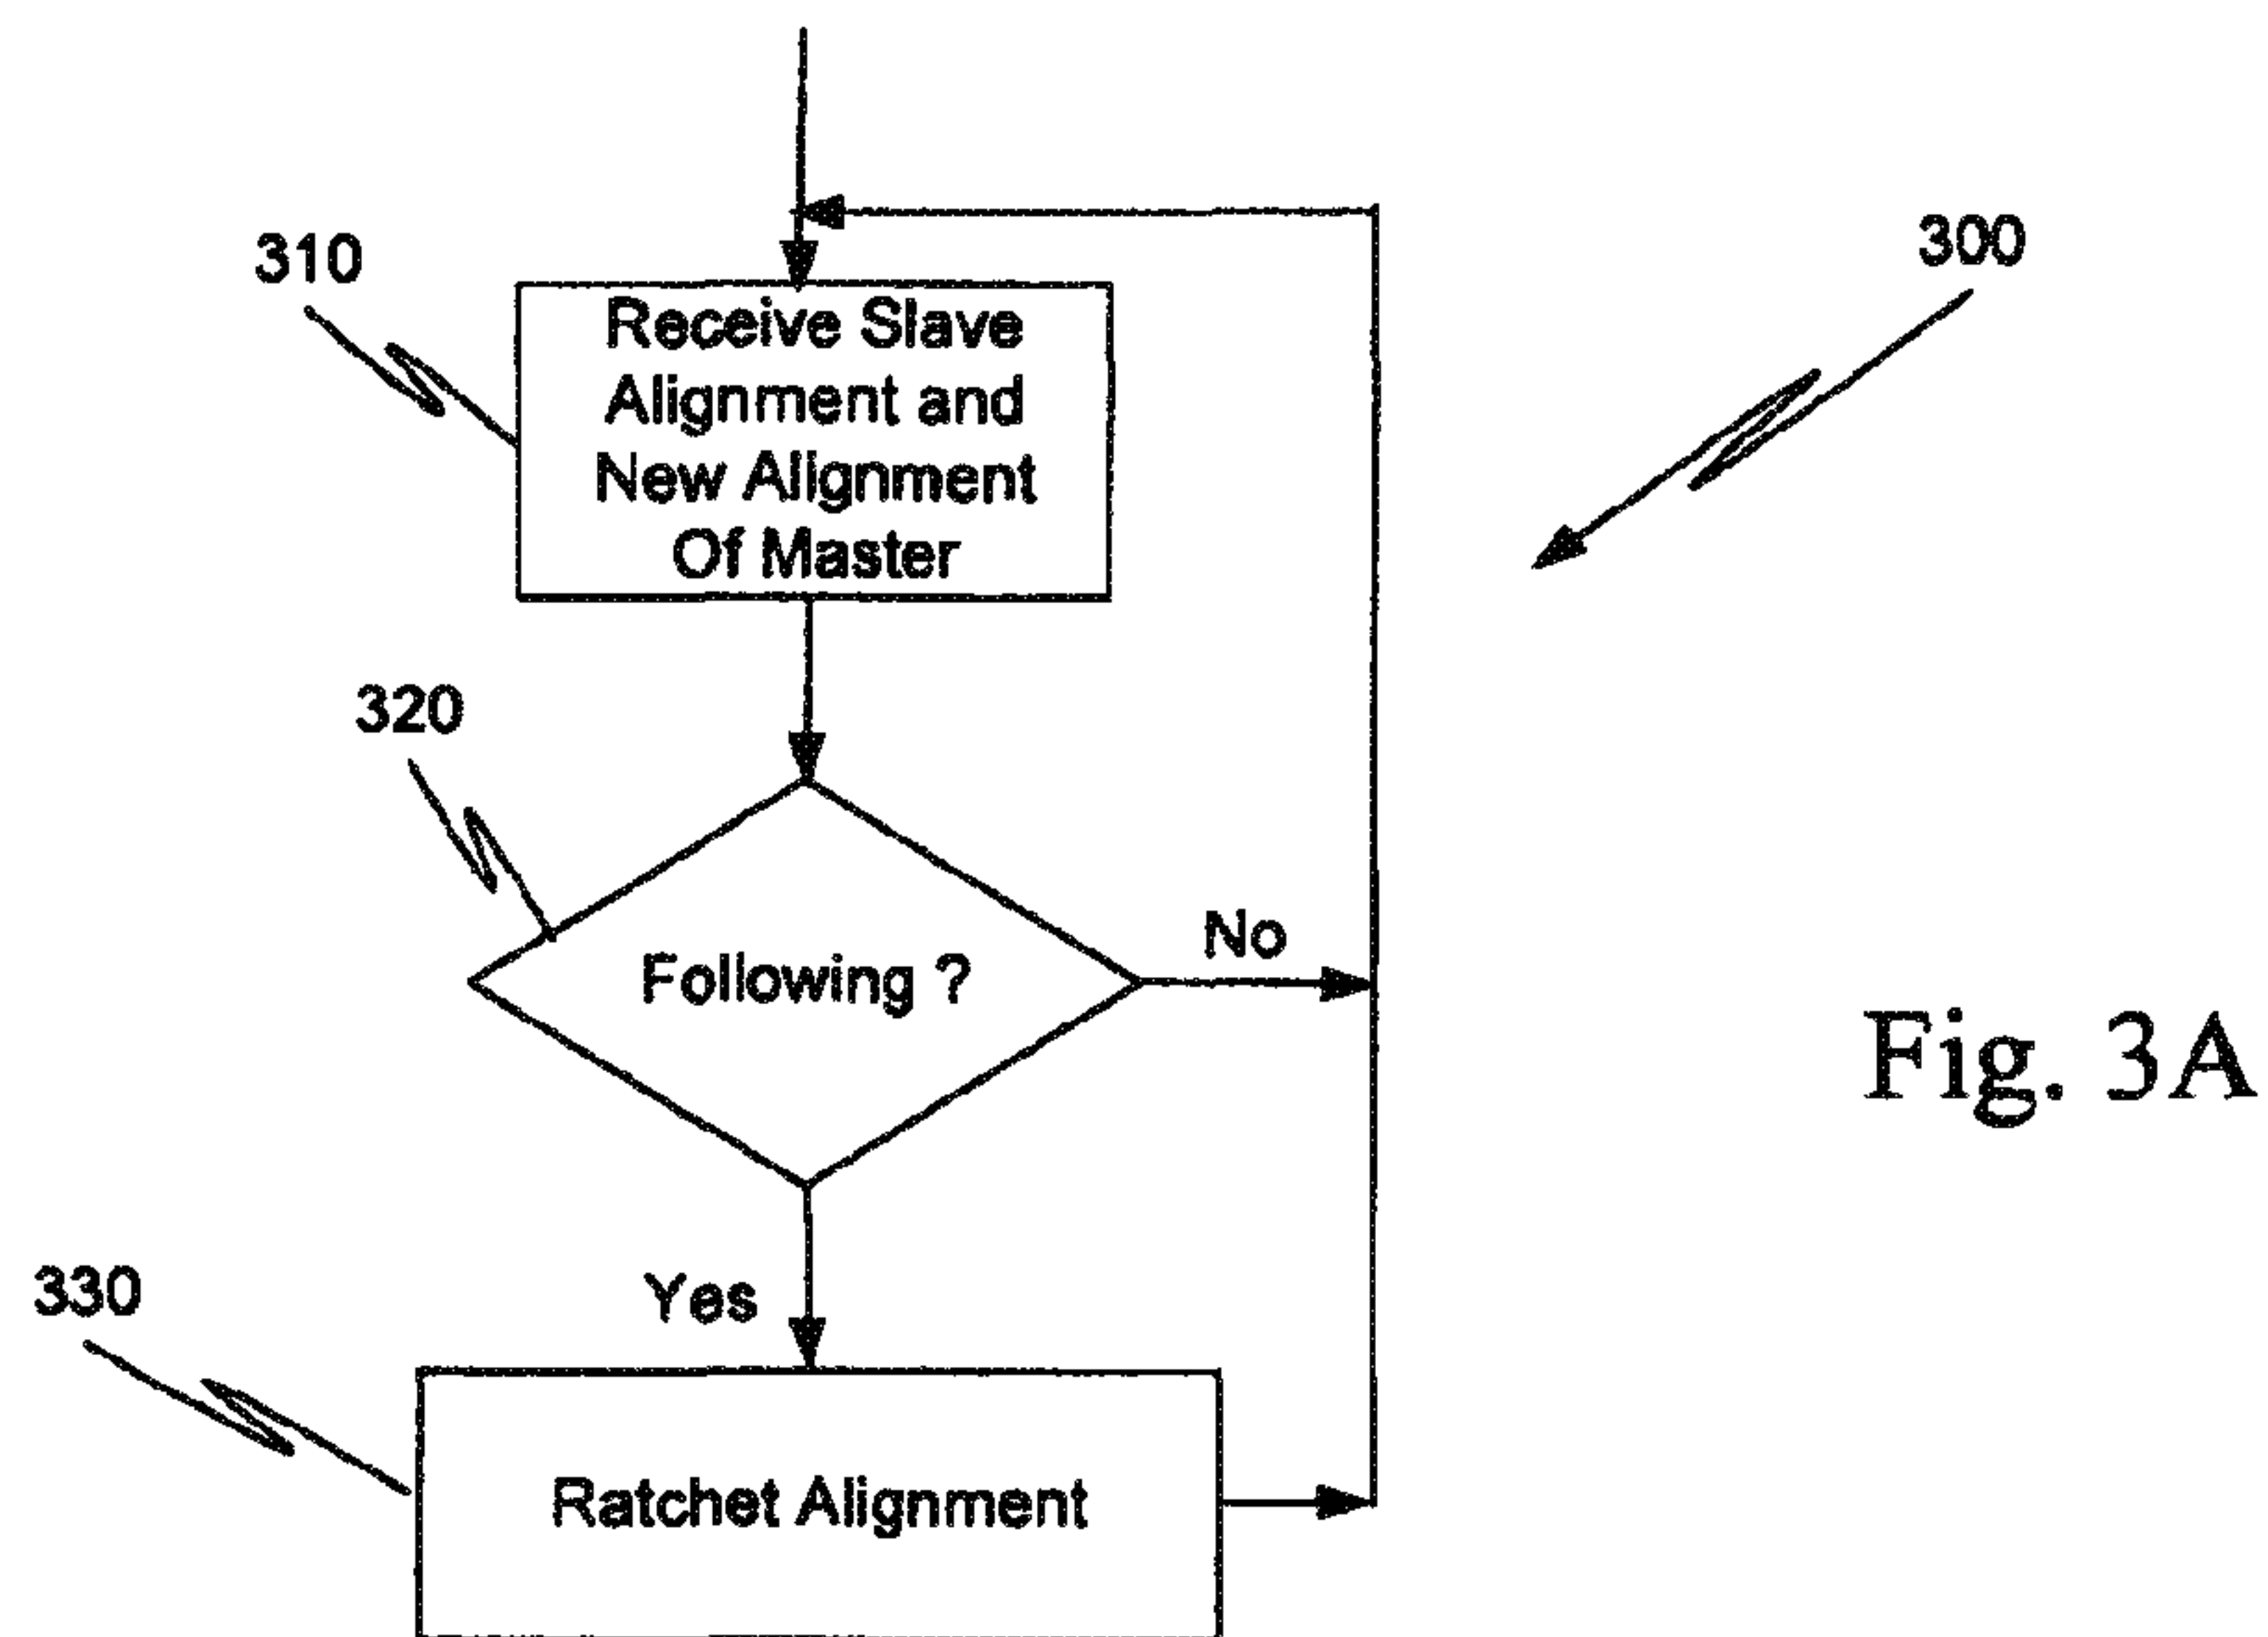 310
300
Receive Slave
Alignment and
New Alignment
Of Master
320
Following ?
No
Fig. 3A
Yes
330
Ratchet Alignment